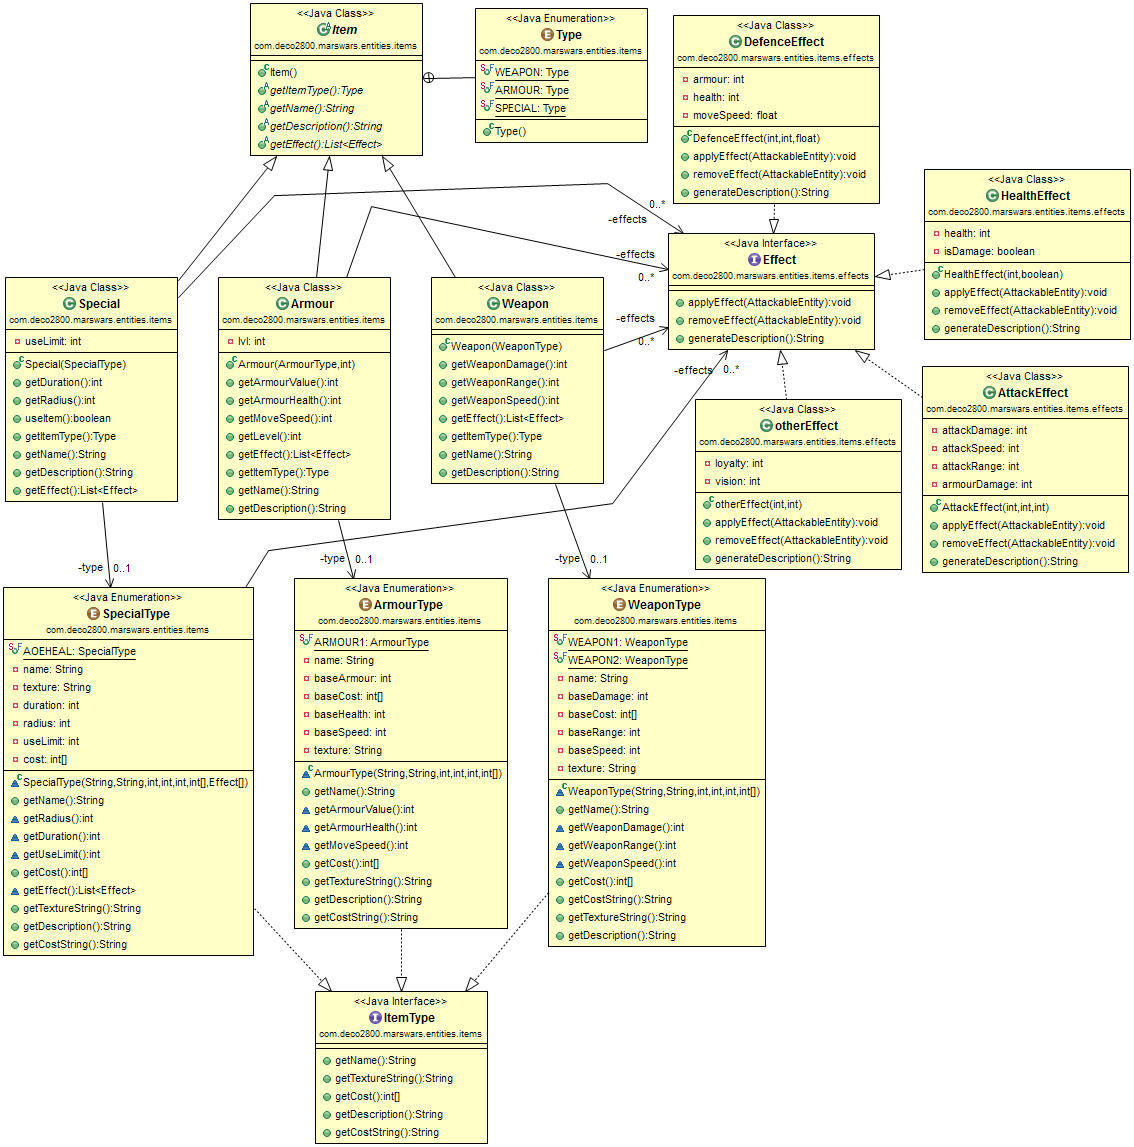 <<Java Class>>
Item
com.deco2800.marswars.entities.items
Item()
getItemType():Type
getName():String
getDescription():String
getEffect():List<Effect>
<<Java Enumeration>>
Type
com.deco2800.marswars.entities.items
WEAPON: Type
ARMOUR: Type
SPECIAL: Type
Type()
<<Java Class>>
DefenceEffect
com.deco2800.marswars.entities.items.effects
armour: int
health: int
moveSpeed: float
DefenceEffect(int,int,float)
applyEffect(AttackableEntity):void
removeEffect(AttackableEntity):void
generateDescription():String
<<Java Class>>
HealthEffect
com.deco2800.marswars.entities.items.effects
health: int
isDamage: boolean
HealthEffect(int,boolean)
applyEffect(AttackableEntity):void
removeEffect(AttackableEntity):void
generateDescription():String
0..*
-effects
-effects
0..*
-effects
0..*
-effects 0..*
<<Java Interface>>
Effect
com.deco2800.marswars.entities.items.effects
applyEffect(AttackableEntity):void
removeEffect(AttackableEntity):void
generateDescription():String
<<Java Class>>
Special
com.deco2800.marswars.entities.items
useLimit: int
Special(SpecialType)
getDuration():int
getRadius():int
useItem():boolean
getItemType():Type
getName():String
getDescription():String
getEffect():List<Effect>
<<Java Class>>
Armour
com.deco2800.marswars.entities.items
lvl: int
Armour(ArmourType,int)
getArmourValue():int
getArmourHealth():int
getMoveSpeed():int
getLevel():int
getEffect():List<Effect>
getItemType():Type
getName():String
getDescription():String
<<Java Class>>
Weapon
com.deco2800.marswars.entities.items
Weapon(WeaponType)
getWeaponDamage():int
getWeaponRange():int
getWeaponSpeed():int
getEffect():List<Effect>
getItemType():Type
getName():String
getDescription():String
<<Java Class>>
otherEffect
com.deco2800.marswars.entities.items.effects
loyalty: int
vision: int
otherEffect(int,int)
applyEffect(AttackableEntity):void
removeEffect(AttackableEntity):void
generateDescription():String
<<Java Class>>
AttackEffect
com.deco2800.marswars.entities.items.effects
attackDamage: int
attackSpeed: int
attackRange: int
armourDamage: int
AttackEffect(int,int,int)
applyEffect(AttackableEntity):void
removeEffect(AttackableEntity):void
generateDescription():String
-type 0..1
-type 0..1
-type 0..1
<<Java Enumeration>>
SpecialType
com.deco2800.marswars.entities.items
AOEHEAL: SpecialType
name: String
texture: String
duration: int
radius: int
useLimit: int
cost: int[]
SpecialType(String,String,int,int,int,int[],Effect[])
getName():String
getRadius():int
getDuration():int
getUseLimit():int
getCost():int[]
getEffect():List<Effect>
getTextureString():String
getDescription():String
getCostString():String
<<Java Enumeration>>
ArmourType
com.deco2800.marswars.entities.items
ARMOUR1: ArmourType
name: String
baseArmour: int
baseCost: int[]
baseHealth: int
baseSpeed: int
texture: String
ArmourType(String,String,int,int,int,int[])
getName():String
getArmourValue():int
getArmourHealth():int
getMoveSpeed():int
getCost():int[]
getTextureString():String
getDescription():String
getCostString():String
<<Java Enumeration>>
WeaponType
com.deco2800.marswars.entities.items
WEAPON1: WeaponType
WEAPON2: WeaponType
name: String
baseDamage: int
baseCost: int[]
baseRange: int
baseSpeed: int
texture: String
WeaponType(String,String,int,int,int,int[])
getName():String
getWeaponDamage():int
getWeaponRange():int
getWeaponSpeed():int
getCost():int[]
getCostString():String
getTextureString():String
getDescription():String
<<Java Interface>>
ItemType
com.deco2800.marswars.entities.items
getName():String
getTextureString():String
getCost():int[]
getDescription():String
getCostString():String